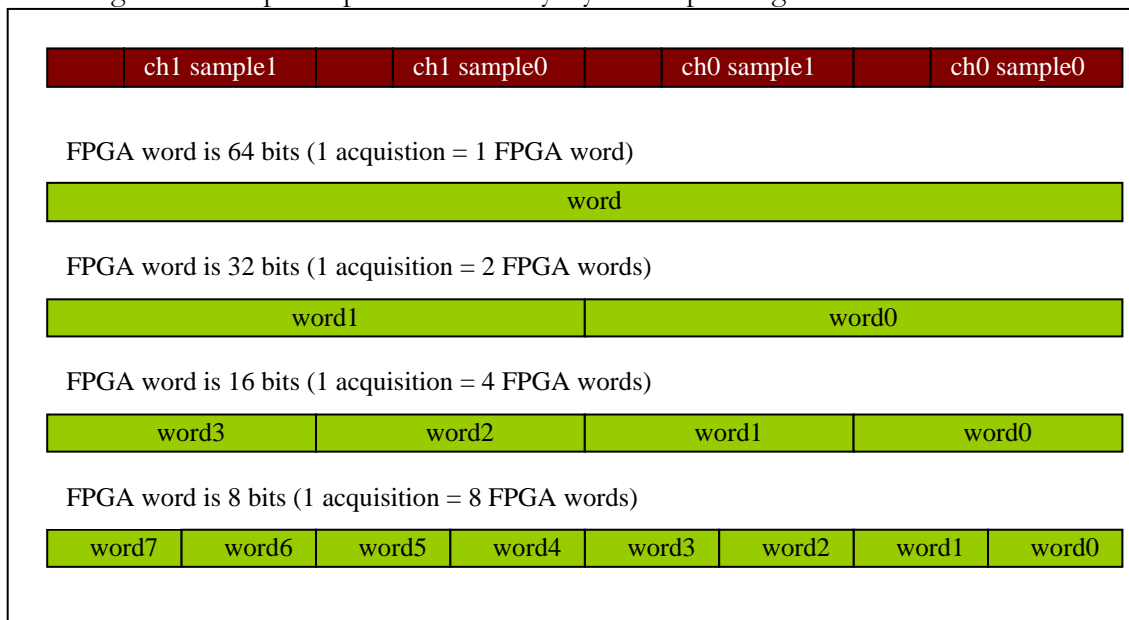 ch1 sample1 ch1 sample0 ch0 sample1 ch0 sample0
FPGA word is 64 bits (1 acquistion = 1 FPGA word)
word
FPGA word is 32 bits (1 acquisition = 2 FPGA words)
word1 word0
FPGA word is 16 bits (1 acquisition = 4 FPGA words)
word3 word2 word1 word0
FPGA word is 8 bits (1 acquisition = 8 FPGA words)
word7 word6 word5 word4 word3 word2 word1 word0